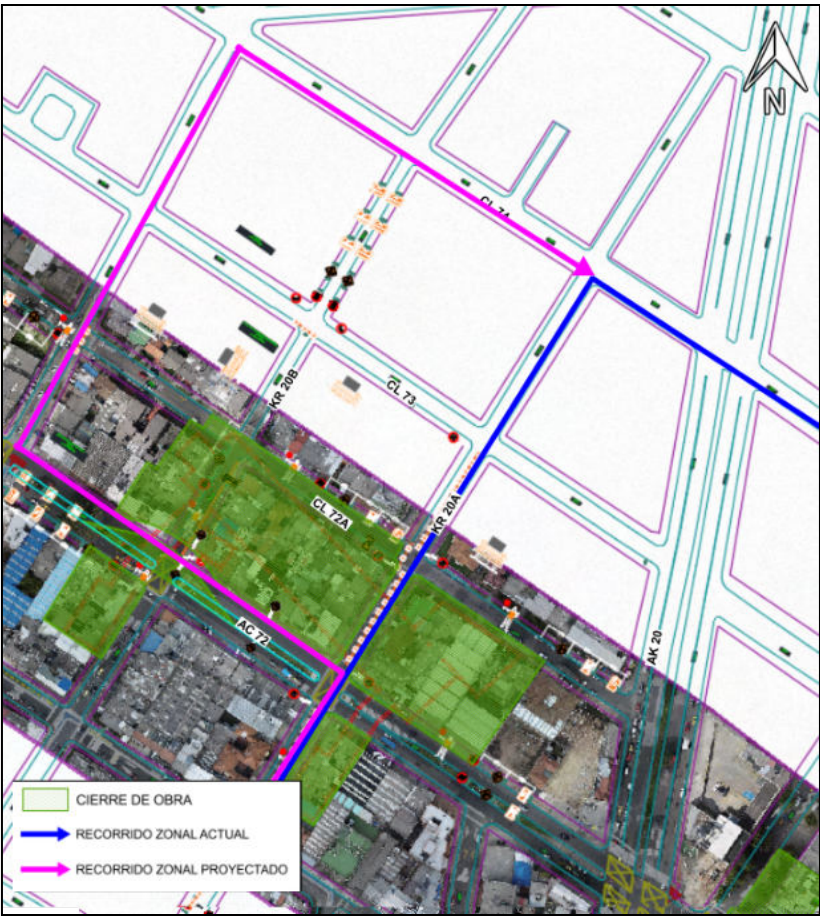 N
CL 74
KR 20B
CL 73
KR 20A
CL 72A
AC 72
AK 20
CIERRE DE OBRA
RECORRIDO ZONAL ACTUAL
RECORRIDO ZONAL PROYECTADO